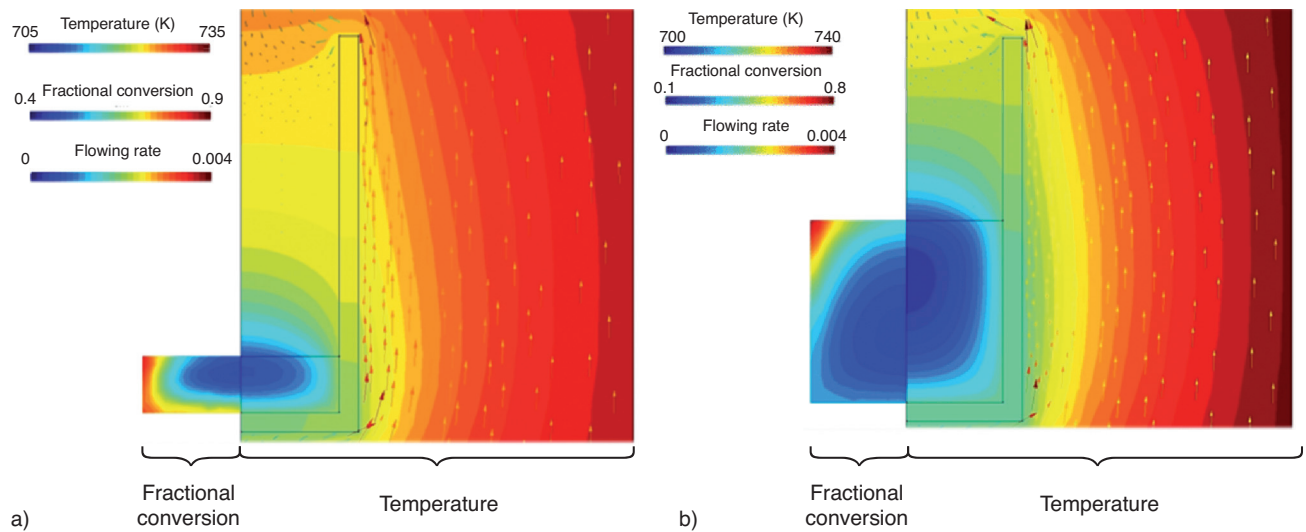 Temperature (K)
705 735
Fractional conversion
0.4 0.9
Flowing rate
0 0.004
Fractional
conversion
Temperature
a)
Temperature (K)
700 740
Fractional conversion
0.1 0.8
Flowing rate
0 0.004
Fractional
conversion
Temperature
b)